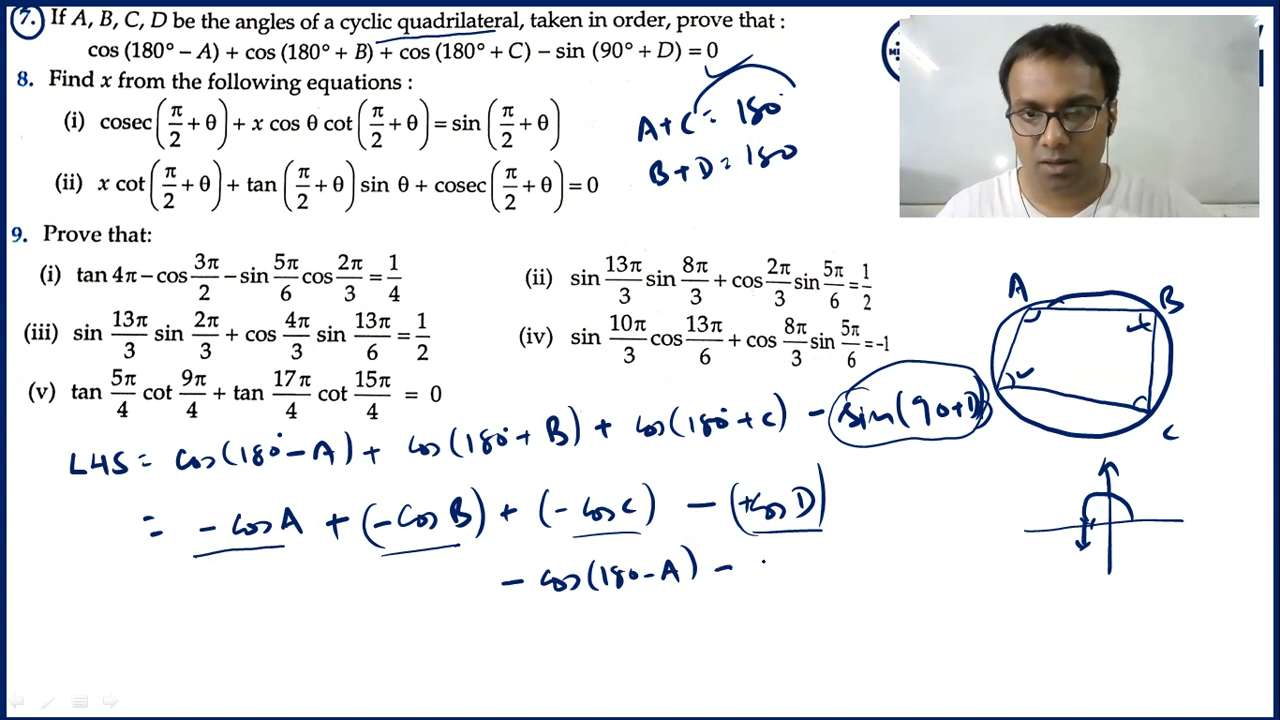 7. If A, B, C, D be the angles of a cyclic quadrilateral, taken in order, prove that :
cos (180° – A) + cos (180° + B) + cos (180° + C) – sin (90° + D) = 0
8. Find x from the following equations :
(i) cosec(π/2 + θ) + x cos θ cot(π/2 + θ) = sin(π/2 + θ)
(ii) x cot(π/2 + θ) + tan(π/2 + θ) sin θ + cosec(π/2 + θ) = 0
A+C = 180°
B+D = 180
9. Prove that:
(i) tan 4π – cos 3π/2 – sin 5π/6 cos 2π/3 = 1/4
(ii) sin 13π/3 sin 8π/3 + cos 2π/3 sin 5π/6 = 1/2
(iii) sin 13π/3 sin 2π/3 + cos 4π/3 sin 13π/6 = 1/2
(iv) sin 10π/3 cos 13π/6 + cos 8π/3 sin 5π/6 = -1
(v) tan 5π/4 cot 9π/4 + tan 17π/4 cot 15π/4 = 0
A
B
C
LHS = cos(180°-A) + cos(180°+B) + cos(180°+C) - sin(90+D)
= -cosA + (-cosB) + (-cosC) - (+cosD)
- cos(180-A) -